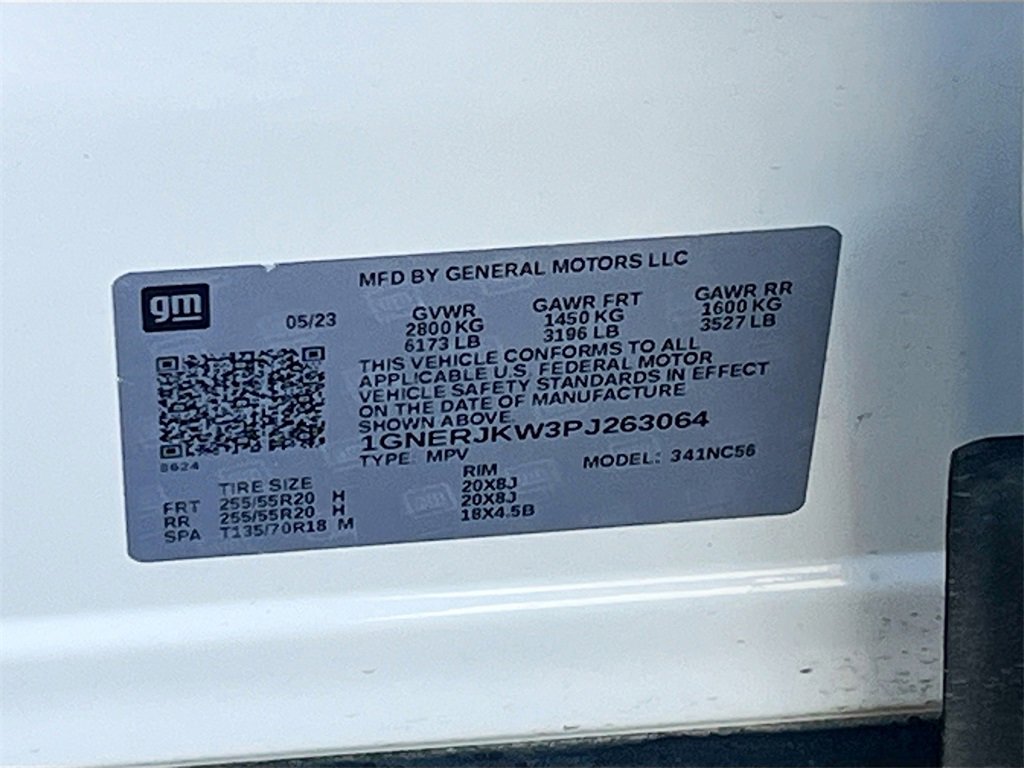 MFD BY GENERAL MOTORS LLC
gm
05/23
GVWR GAWR FRT GAWR RR
2800 KG 1450 KG 1600 KG
6173 LB 3196 LB 3527 LB
THIS VEHICLE CONFORMS TO ALL
APPLICABLE U.S. FEDERAL MOTOR
VEHICLE SAFETY STANDARDS IN EFFECT
ON THE DATE OF MANUFACTURE
SHOWN ABOVE.
1GNERJKW3PJ263064
TYPE: MPV MODEL: 341NC56
8624
TIRE SIZE RIM
FRT 255/55R20 H 20X8J
RR 255/55R20 H 20X8J
SPA T135/70R18 M 18X4.5B